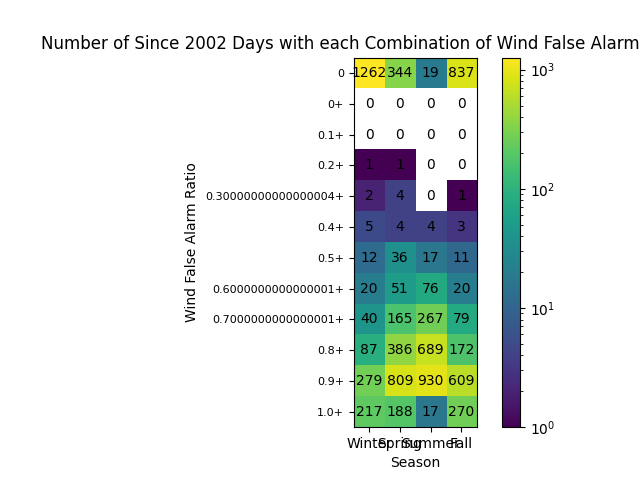 Number of Since 2002 Days with each Combination of Wind False Alarm
0 1262 344 19 837
0+ 0 0 0 0
0.1+ 0 0 0 0
0.2+ 1 1 0 0
0.30000000000000004+ 2 4 0 1
0.4+ 5 4 4 3
0.5+ 12 36 17 11
0.6000000000000001+ 20 51 76 20
0.7000000000000001+ 40 165 267 79
0.8+ 87 386 689 172
0.9+ 279 809 930 609
1.0+ 217 188 17 270
Winter Spring Summer Fall
Season
Wind False Alarm Ratio
10³
10²
10¹
10⁰